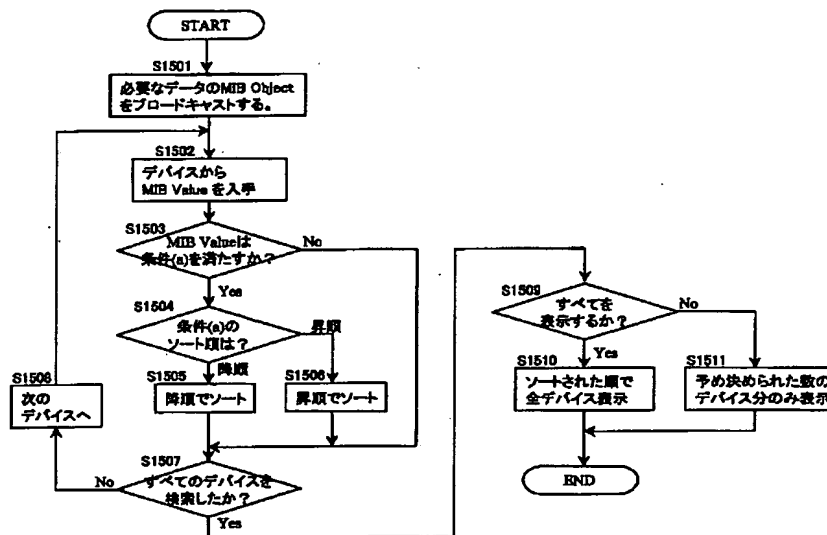 START
S1501
必要なデータのMIB Object
をブロードキャストする。
S1502
デバイスから
MIB Value を入手
S1503
MIB Valueは
条件(a)を満たすか?
No
Yes
S1504
条件(a)の
ソート順は?
昇順
降順
S1505
降順でソート
S1506
昇順でソート
S1508
次の
デバイスへ
S1507
すべてのデバイスを
検索したか?
No
Yes
S1509
すべてを
表示するか?
No
Yes
S1510
ソートされた順で
全デバイス表示
S1511
予め決められた数の
デバイス分のみ表示
END